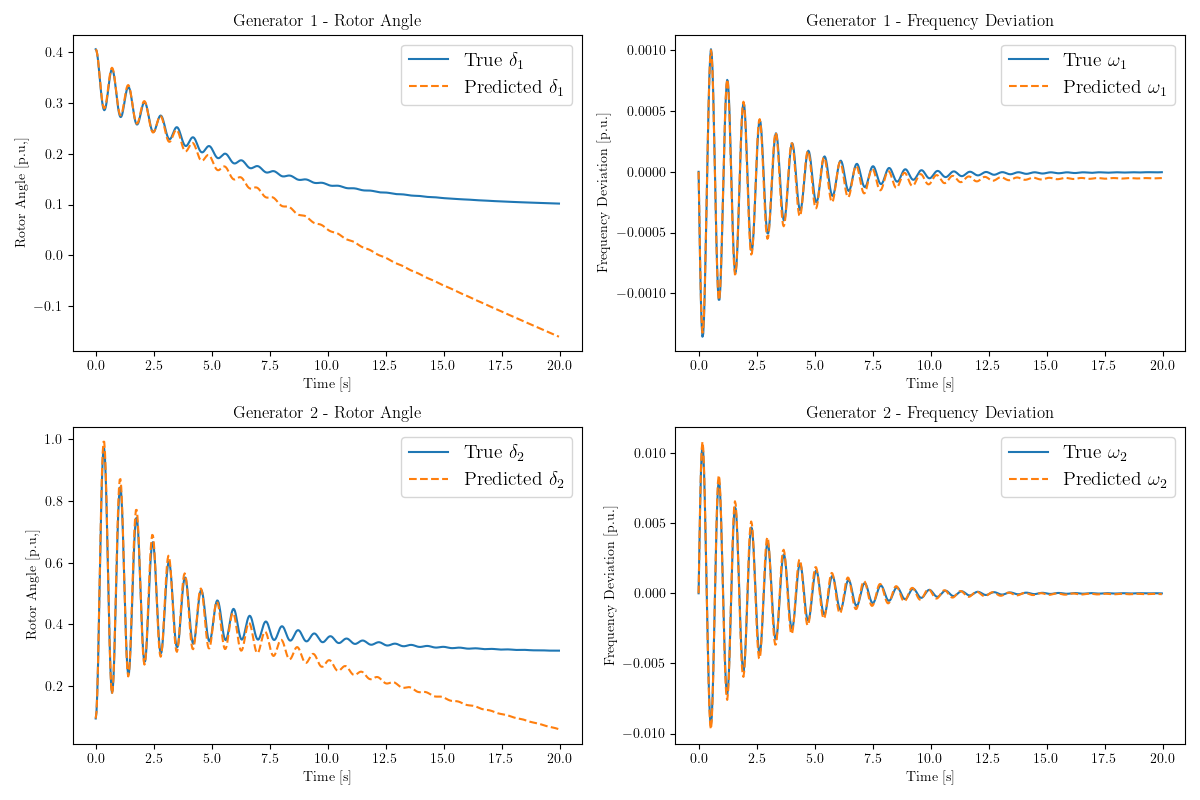 Generator 1 - Rotor Angle
Rotor Angle [p.u,]
0.4
0.3
0.2
0.1
0.0
−0.1
True δ₁
Predicted δ₁
0.0 2.5 5.0 7.5 10.0 12.5 15.0 17.5 20.0
Time [s]
Generator 1 - Frequency Deviation
Frequency Deviation [p.u.]
0.0010
0.0005
0.0000
−0.0005
−0.0010
True ω₁
Predicted ω₁
0.0 2.5 5.0 7.5 10.0 12.5 15.0 17.5 20.0
Time [s]
Generator 2 - Rotor Angle
Rotor Angle [p.u,]
1.0
0.8
0.6
0.4
0.2
True δ₂
Predicted δ₂
0.0 2.5 5.0 7.5 10.0 12.5 15.0 17.5 20.0
Time [s]
Generator 2 - Frequency Deviation
Frequency Deviation [p.u.]
0.010
0.005
0.000
−0.005
−0.010
True ω₂
Predicted ω₂
0.0 2.5 5.0 7.5 10.0 12.5 15.0 17.5 20.0
Time [s]